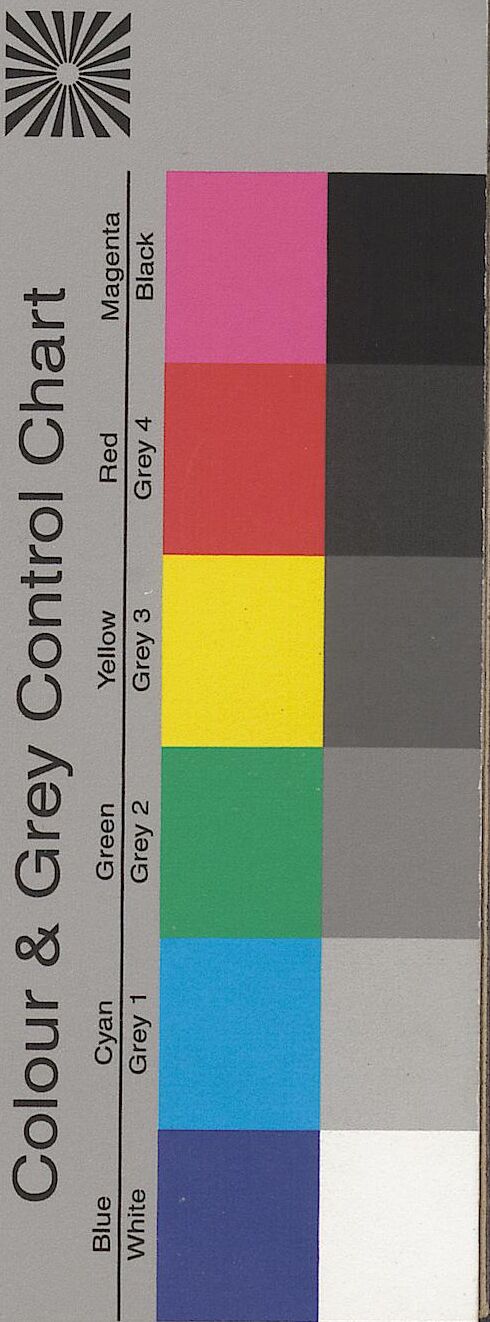 Colour & Grey Control Chart
Blue Cyan Green Yellow Red Magenta
White Grey 1 Grey 2 Grey 3 Grey 4 Black